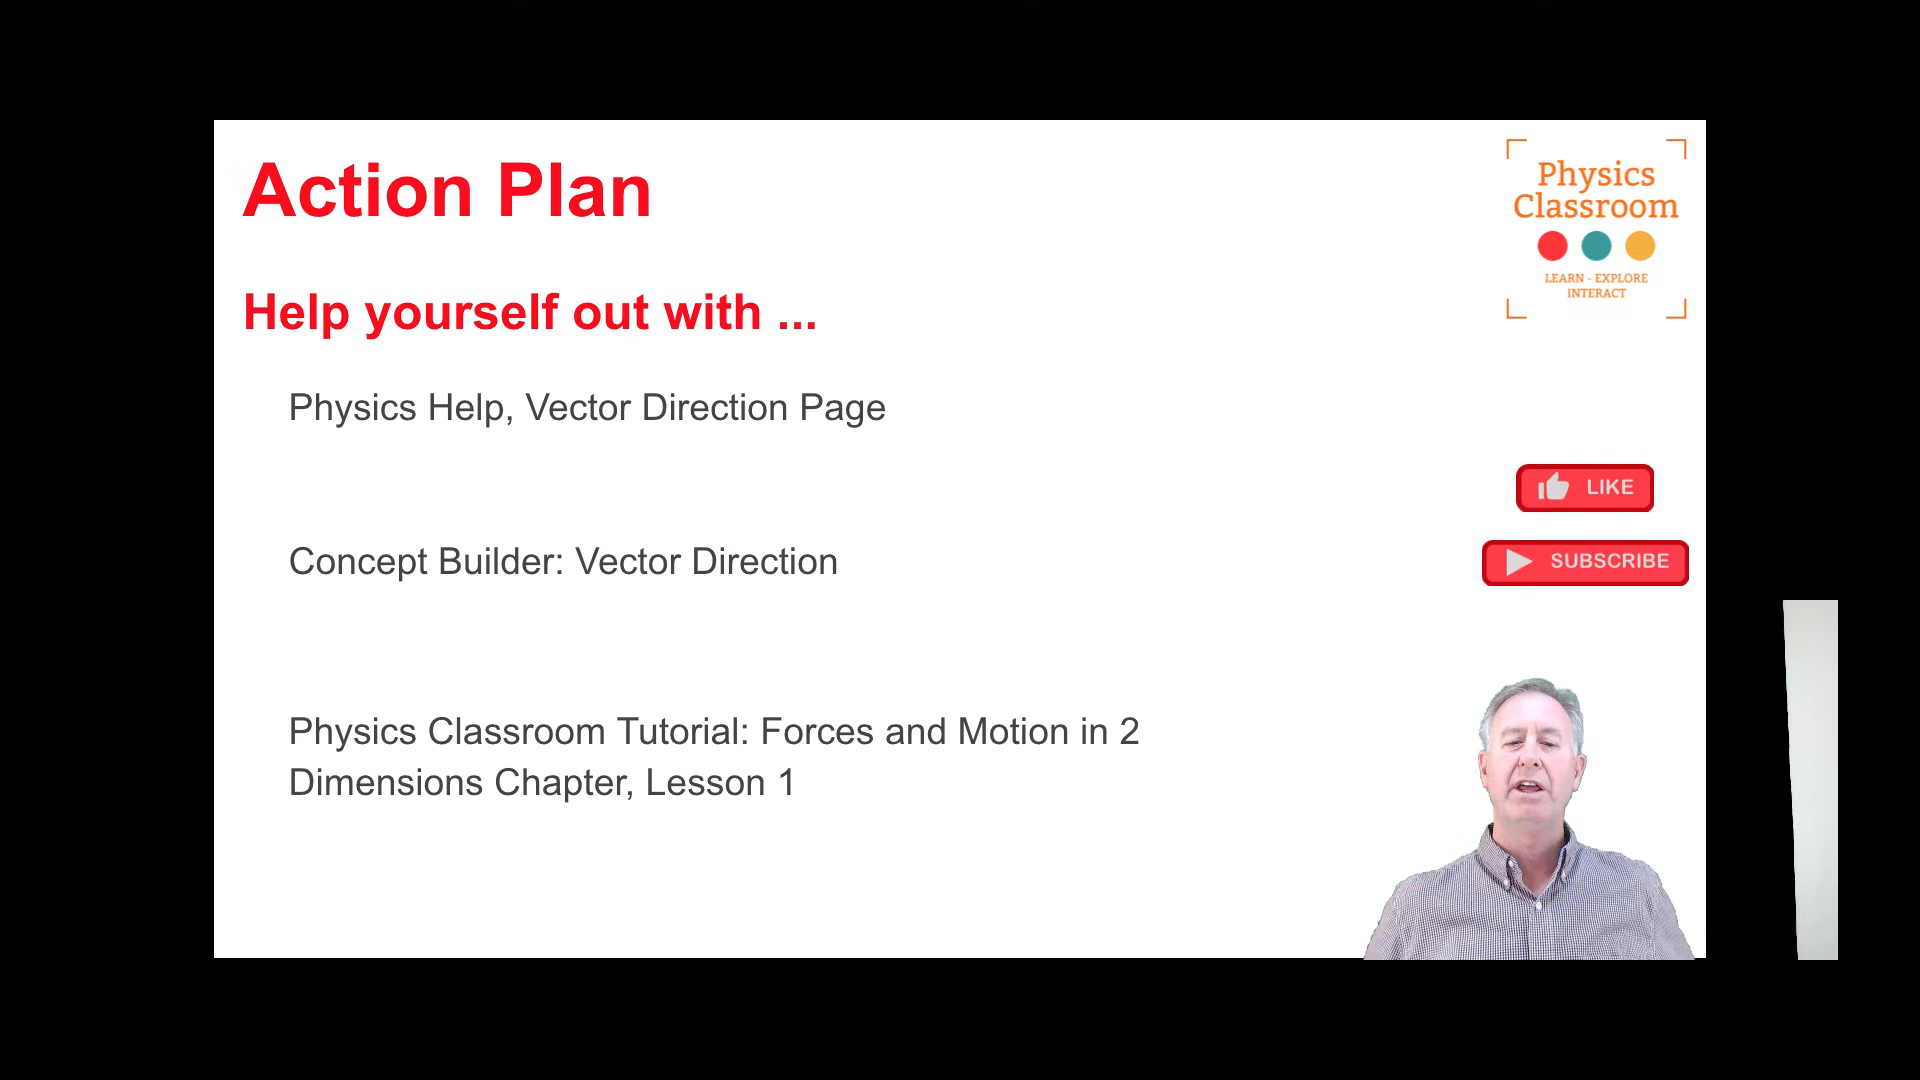 Action Plan
Physics
Classroom
LEARN - EXPLORE
INTERACT
Help yourself out with ...
Physics Help, Vector Direction Page
LIKE
Concept Builder: Vector Direction
SUBSCRIBE
Physics Classroom Tutorial: Forces and Motion in 2
Dimensions Chapter, Lesson 1